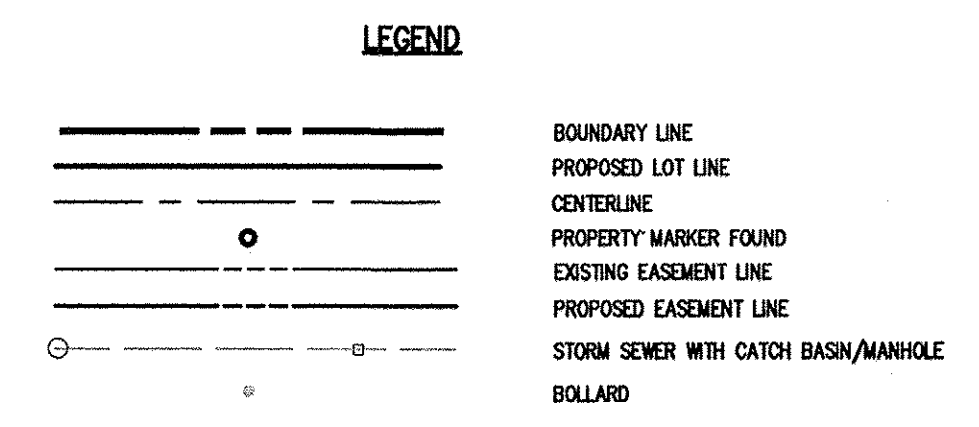 LEGEND
BOUNDARY LINE
PROPOSED LOT LINE
CENTERLINE
PROPERTY MARKER FOUND
EXISTING EASEMENT LINE
PROPOSED EASEMENT LINE
STORM SEWER WITH CATCH BASIN/MANHOLE
BOLLARD